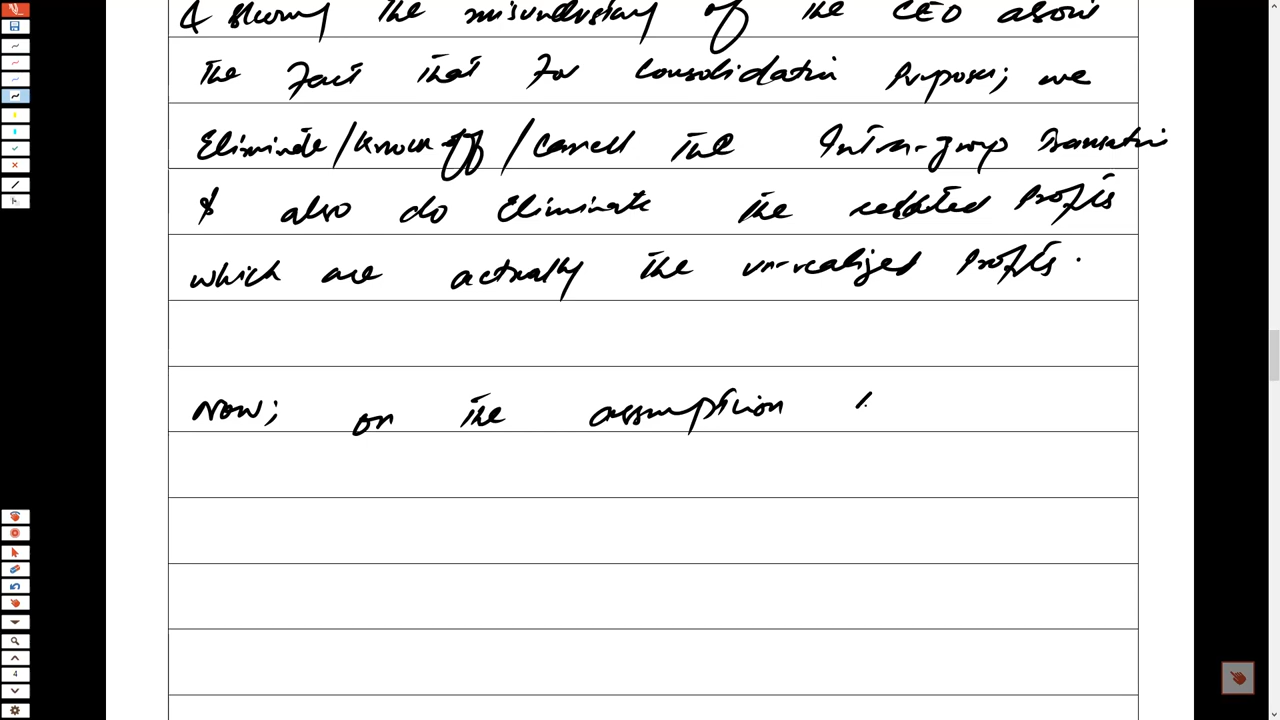 & showing the misunderstanding of the CEO about
the fact that for consolidation purposes; we
Eliminate/Knock off/Cancel the Intra-group Transactions
& also do Eliminate the related Profits
which are actually the un-realized Profits.
Now; on the assumption
4